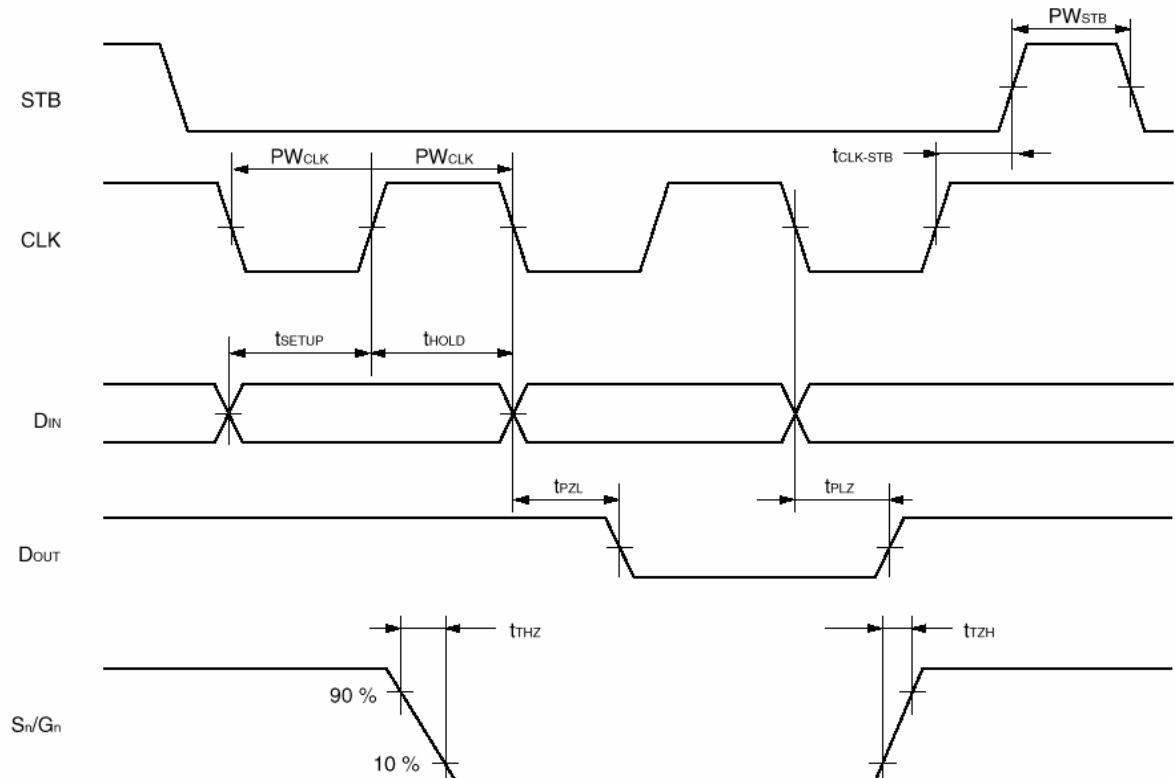 PWSTB
STB
PWCLK PWCLK
tCLK-STB
CLK
tSETUP tHOLD
DIN
tPZL tPLZ
DOUT
tTHZ tTZH
90 %
Sn/Gn
10 %